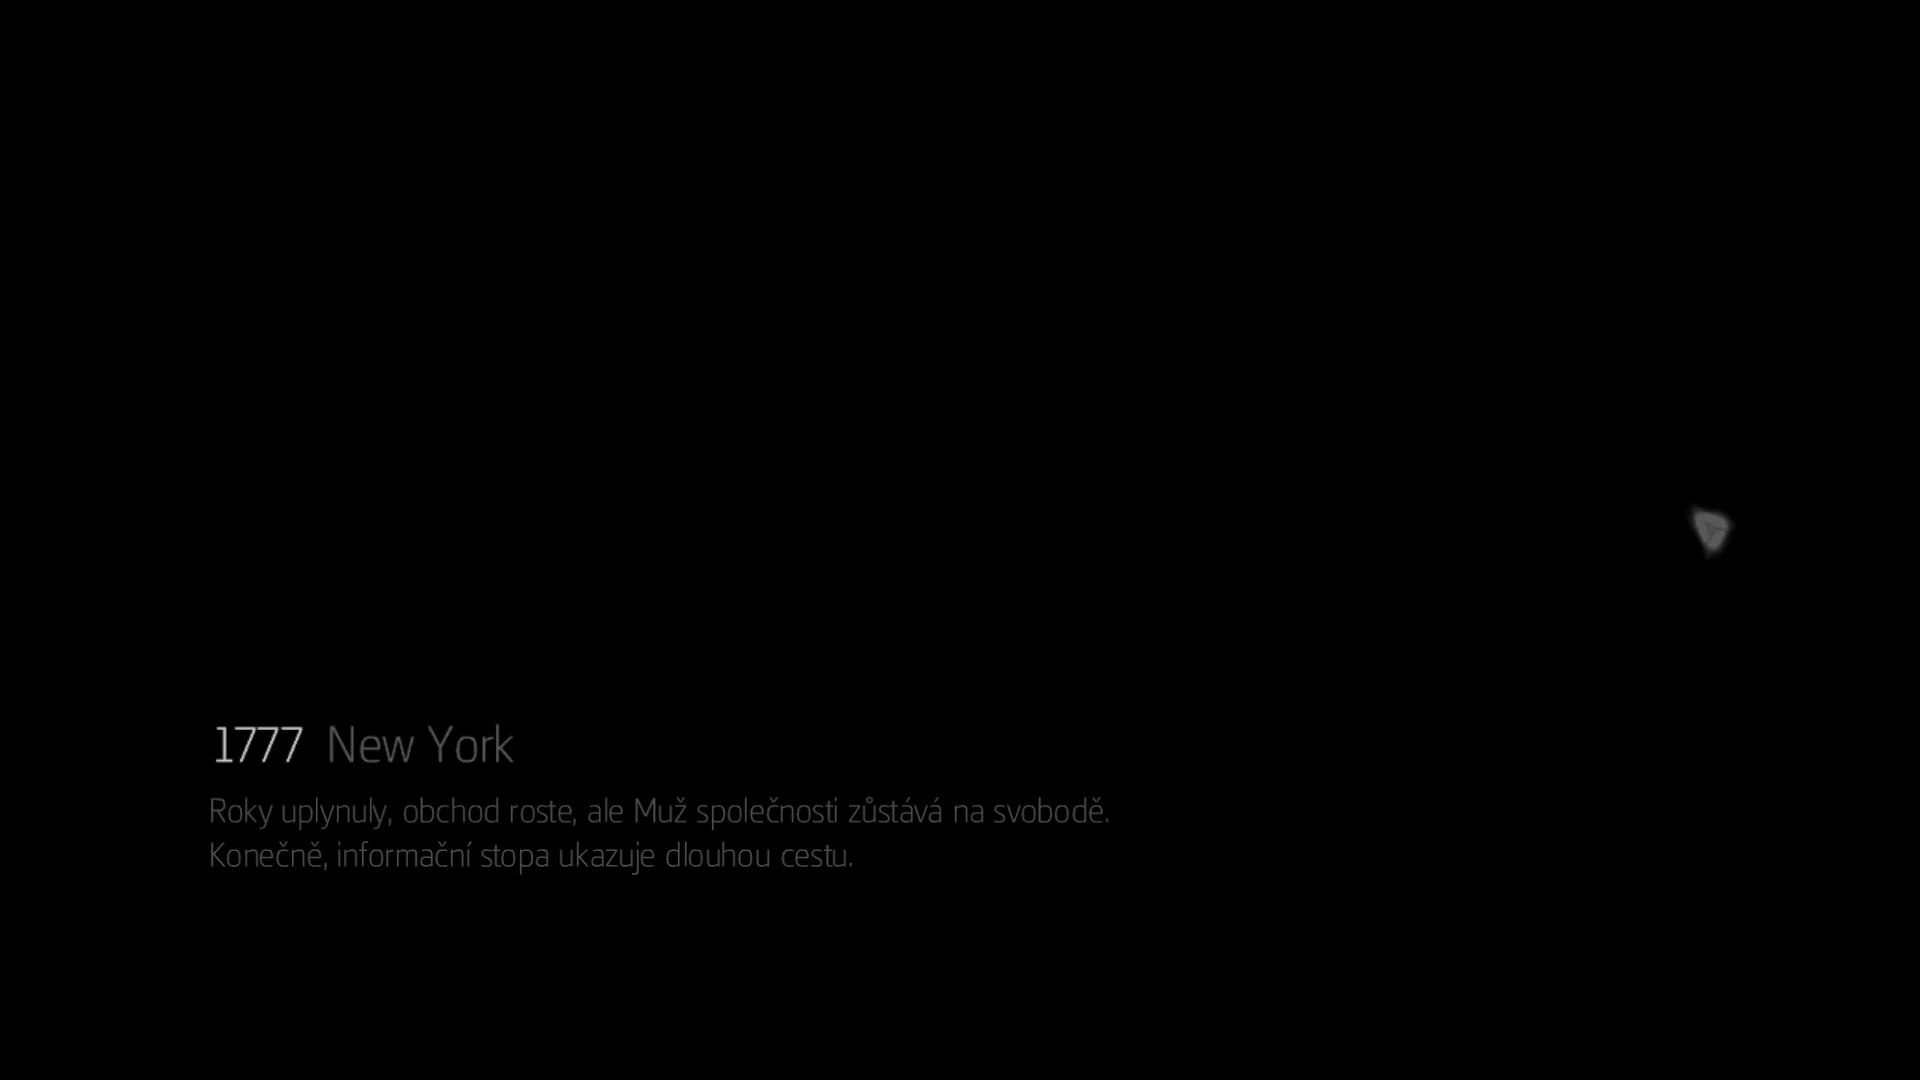 1777 New York
Roky uplynuly, obchod roste, ale Muž společnosti zůstává na svobodě.
Konečně, informační stopa ukazuje dlouhou cestu.